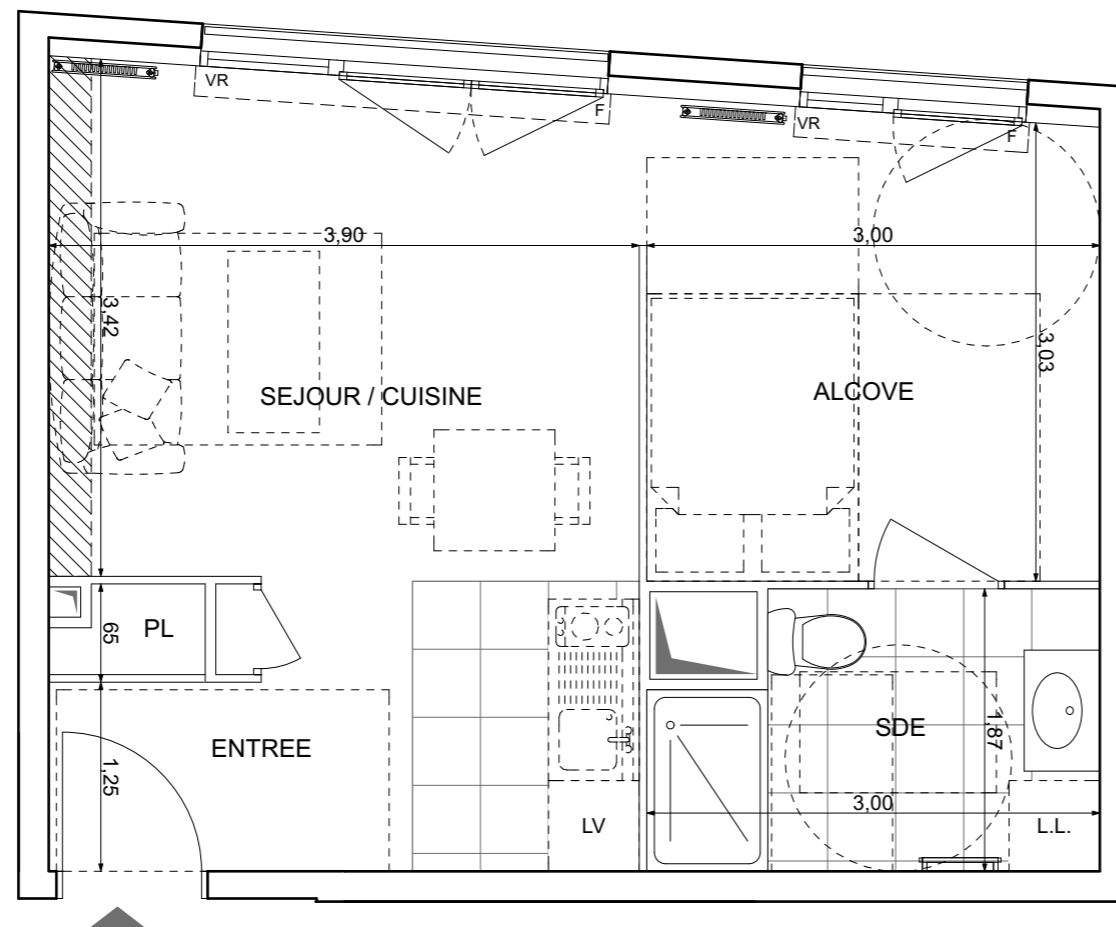 VR
F
VR
F
3,90
3,00
3,42
3,03
SEJOUR / CUISINE
ALCOVE
65
PL
ENTREE
1,25
SDE
1,87
3,00
LV
L.L.